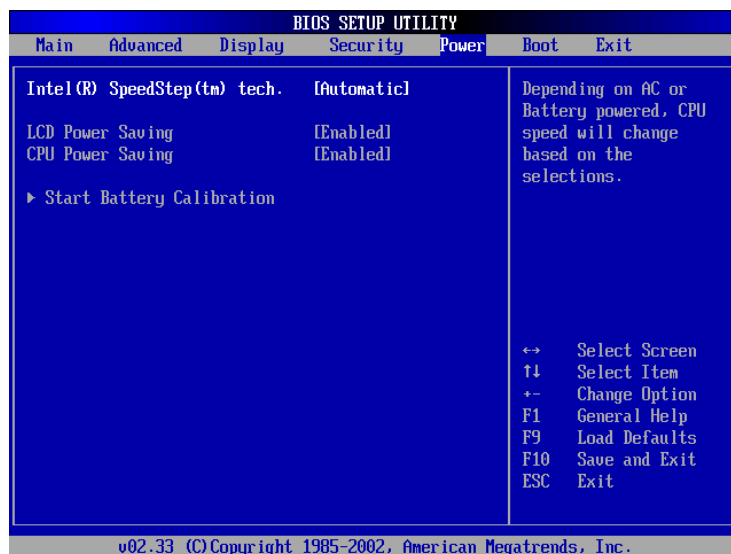 BIOS SETUP UTILITY
Main Advanced Display Security Power Boot Exit
Intel(R) SpeedStep(tm) tech. [Automatic]
LCD Power Saving [Enabled]
CPU Power Saving [Enabled]
▶ Start Battery Calibration
Depending on AC or
Battery powered, CPU
speed will change
based on the
selections.
↔ Select Screen
↑↓ Select Item
+- Change Option
F1 General Help
F9 Load Defaults
F10 Save and Exit
ESC Exit
v02.33 (C)Copyright 1985-2002, American Megatrends, Inc.